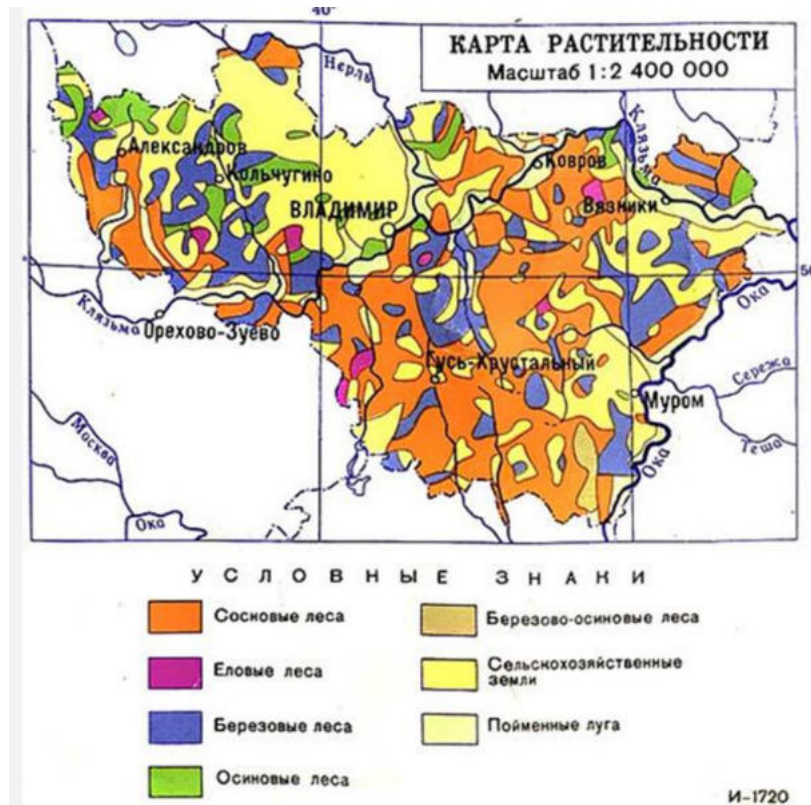 40°
КАРТА РАСТИТЕЛЬНОСТИ
Масштаб 1:2 400 000
Нерль
Клязьма
Александров
Кольчугино
Ковров
ВЛАДИМИР
Вязники
Клязьма
Орехово-Зуево
Ока
Гусь-Хрустальный
Сережа
Муром
Москва
Теша
Ока
Ока
УСЛОВНЫЕ ЗНАКИ
Сосновые леса
Березово-осиновые леса
Еловые леса
Сельскохозяйственные
земли
Березовые леса
Пойменные луга
Осиновые леса
И-1720